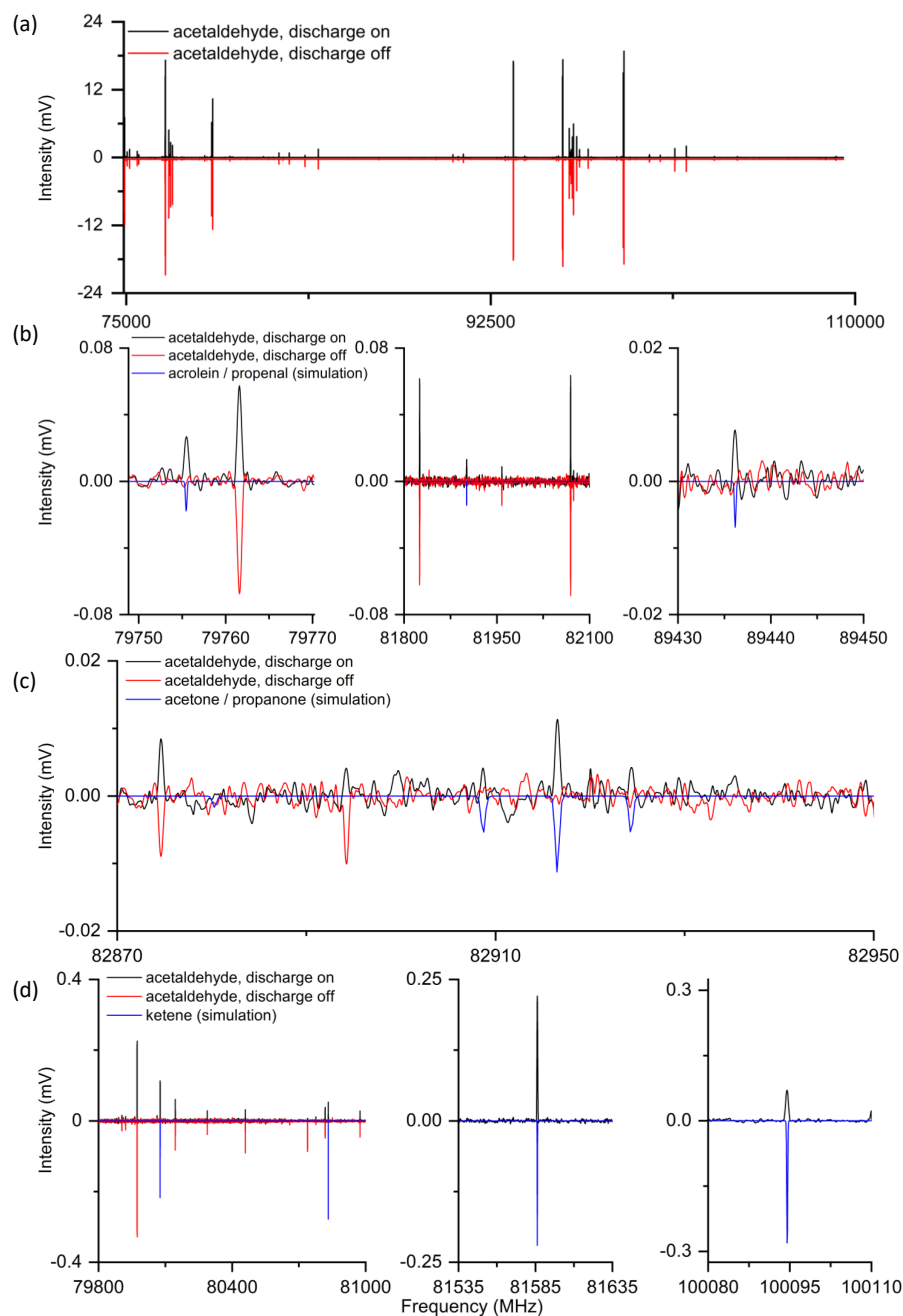 (a)
24
12
0
-12
-24
Intensity (mV)
acetaldehyde, discharge on
acetaldehyde, discharge off
75000 92500 110000
(b)
acetaldehyde, discharge on
acetaldehyde, discharge off
acrolein / propenal (simulation)
Intensity (mV)
0.08
0.00
-0.08
79750 79760 79770
0.08
0.00
-0.08
81800 81950 82100
0.02
0.00
-0.02
89430 89440 89450
(c)
acetaldehyde, discharge on
acetaldehyde, discharge off
acetone / propanone (simulation)
Intensity (mV)
0.02
0.00
-0.02
82870 82910 82950
(d)
acetaldehyde, discharge on
acetaldehyde, discharge off
ketene (simulation)
Intensity (mV)
0.4
0
-0.4
79800 80400 81000
0.25
0.00
-0.25
81535 81585 81635
0.3
0.0
-0.3
100080 100095 100110
Frequency (MHz)